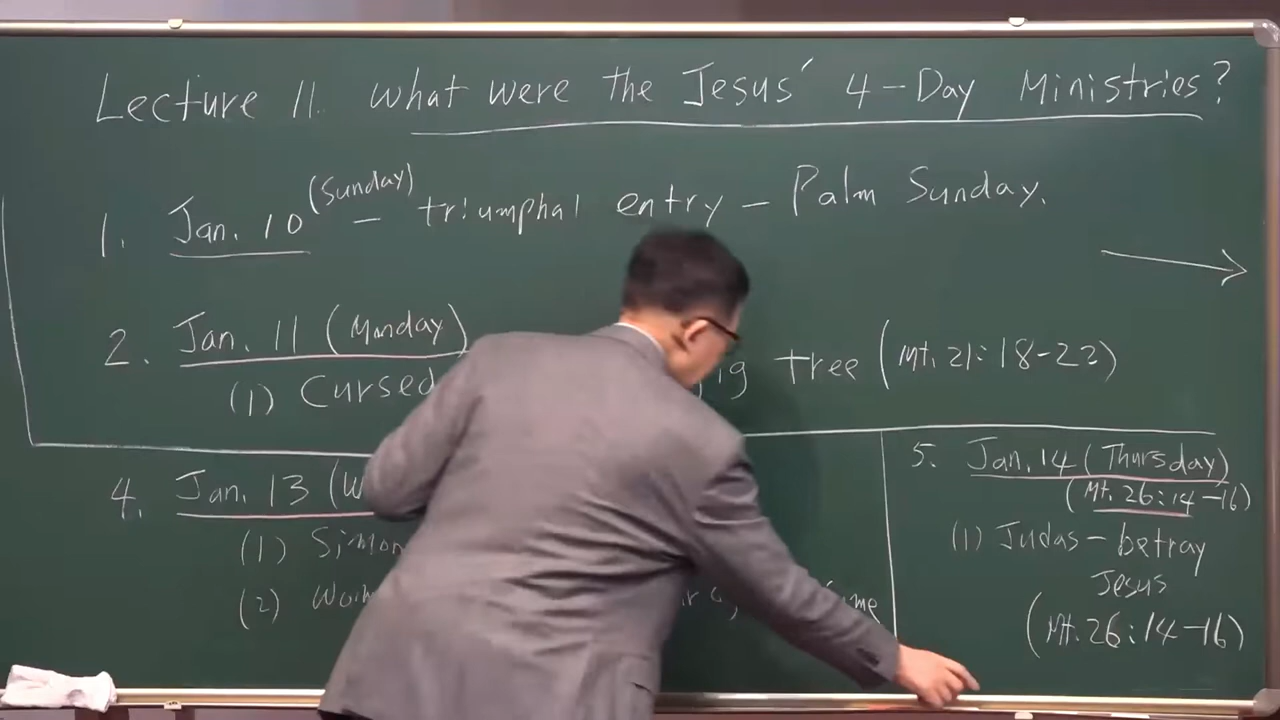 Lecture 11. What were the Jesus' 4-Day Ministries?
1. Jan. 10 (Sunday) – triumphal entry – Palm Sunday.
2. Jan. 11 (Monday)
(1) Cursed tree (Mt. 21:18-22)
4. Jan. 13
(1) Simon
(2)
5. Jan. 14 (Thursday)
(Mt. 26:14-16)
(1) Judas – betray
Jesus
(Mt. 26:14-16)